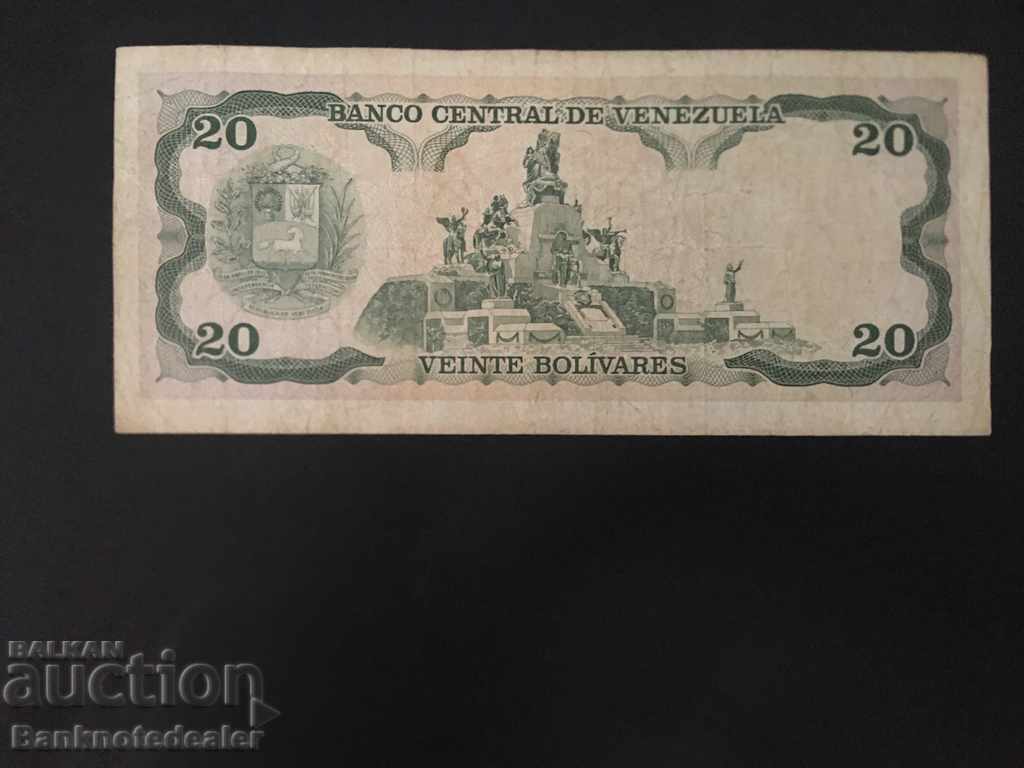 BANCO CENTRAL DE VENEZUELA
20 20
20 20
VEINTE BOLÍVARES
BALKAN
auction
Banknotedealer